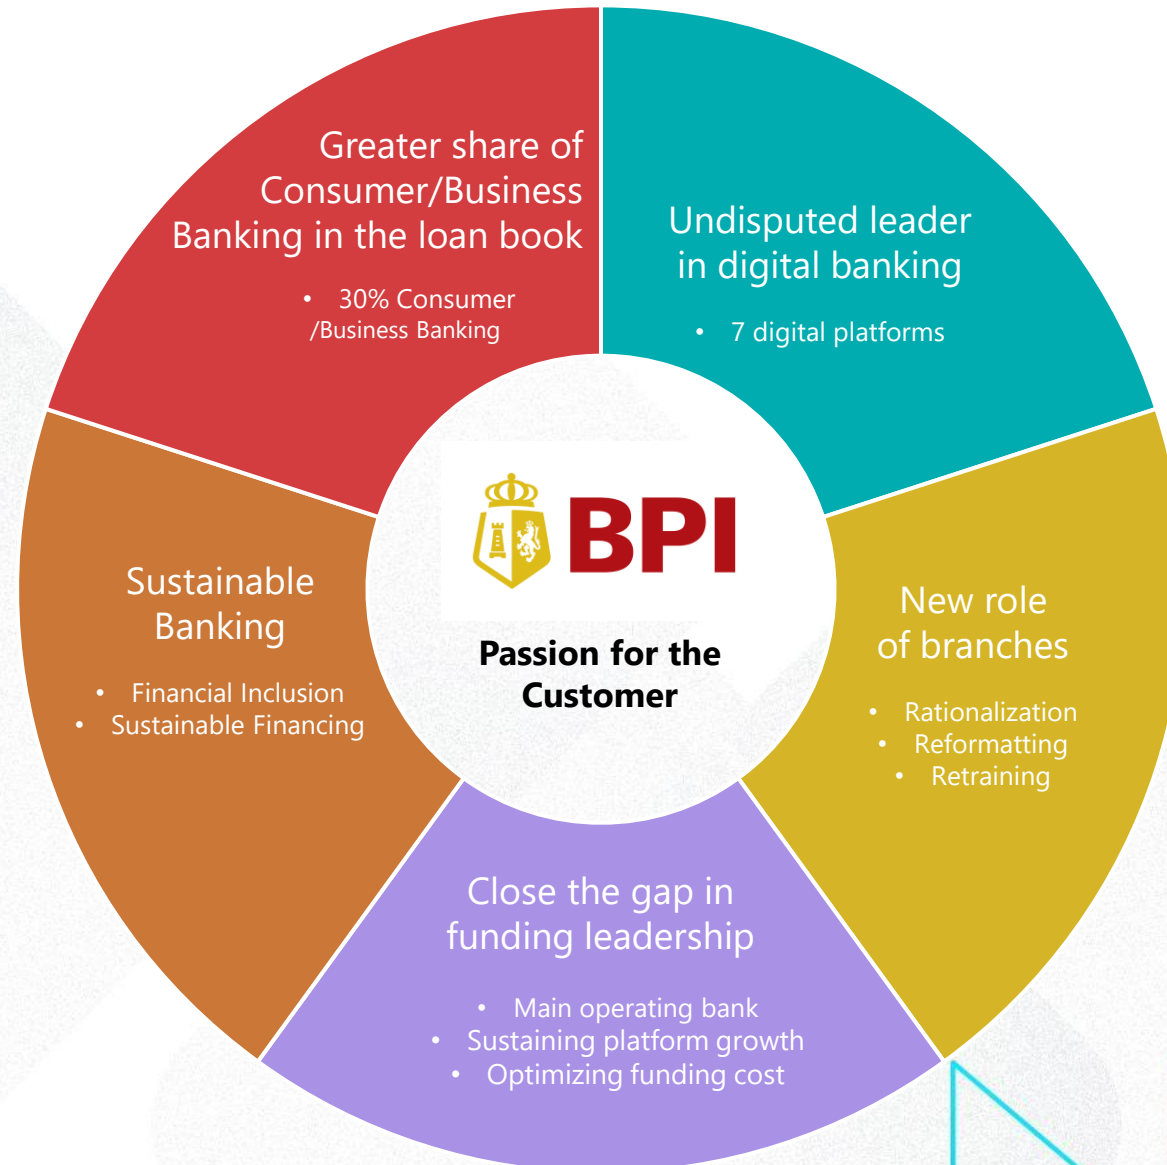 Greater share of
Consumer/Business
Banking in the loan book
• 30% Consumer
/Business Banking
Undisputed leader
in digital banking
• 7 digital platforms
BPI
Passion for the
Customer
Sustainable
Banking
• Financial Inclusion
• Sustainable Financing
New role
of branches
• Rationalization
• Reformatting
• Retraining
Close the gap in
funding leadership
• Main operating bank
• Sustaining platform growth
• Optimizing funding cost